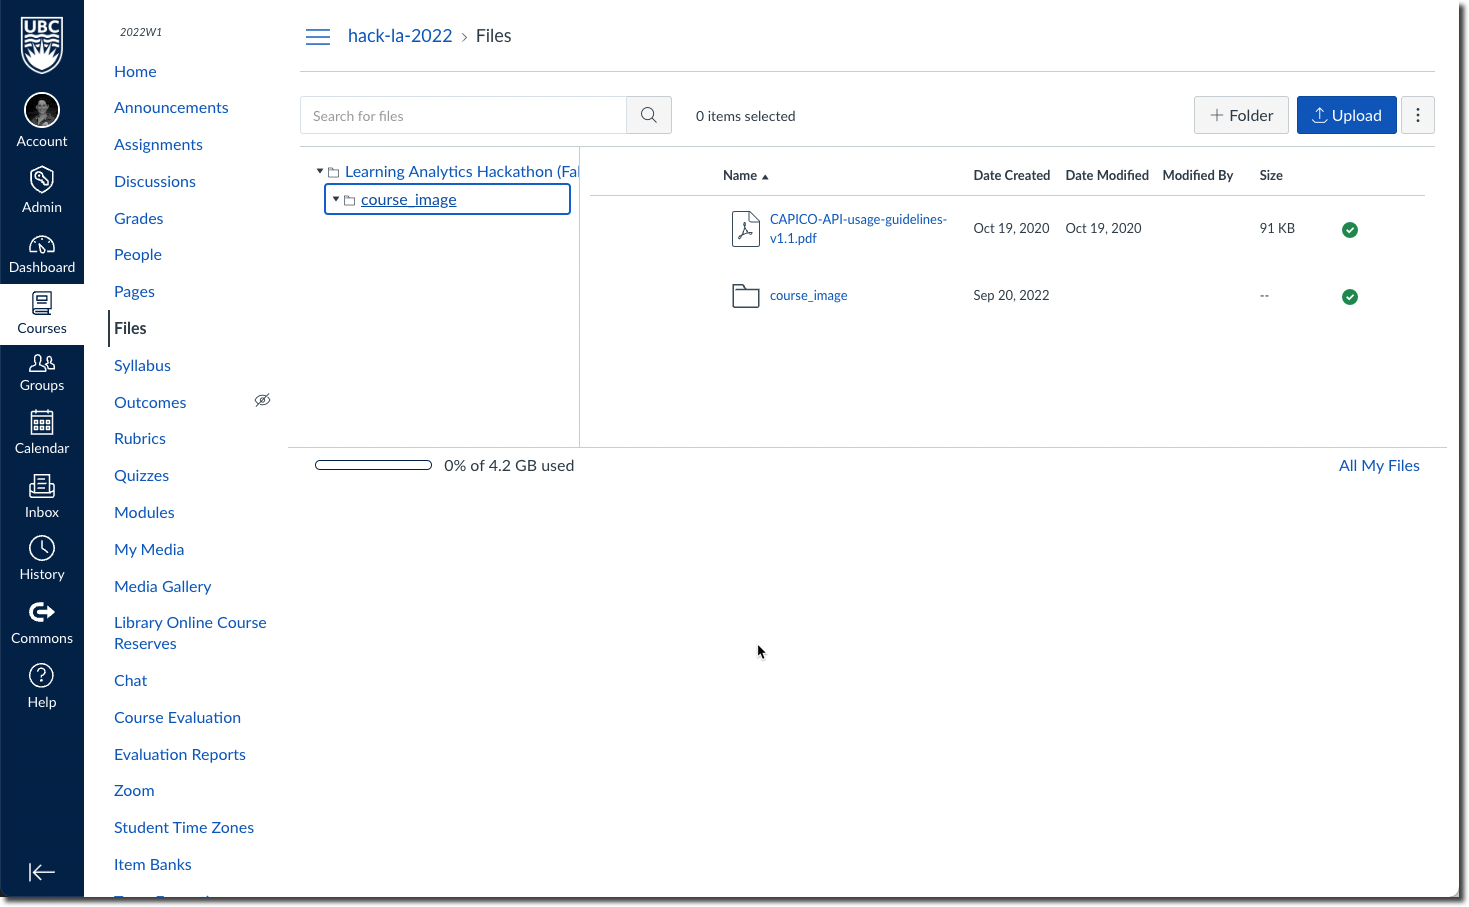 UBC
Account
Admin
Dashboard
Courses
Groups
Calendar
Inbox
History
Commons
Help
2022W1
Home
Announcements
Assignments
Discussions
Grades
People
Pages
Files
Syllabus
Outcomes
Rubrics
Quizzes
Modules
My Media
Media Gallery
Library Online Course
Reserves
Chat
Course Evaluation
Evaluation Reports
Zoom
Student Time Zones
Item Banks
hack-la-2022 › Files
Search for files
0 items selected
+ Folder
Upload
Learning Analytics Hackathon (Fal
course_image
Name Date Created Date Modified Modified By Size
CAPICO-API-usage-guidelines-
v1.1.pdf
Oct 19, 2020 Oct 19, 2020 91 KB
course_image Sep 20, 2022 --
0% of 4.2 GB used
All My Files